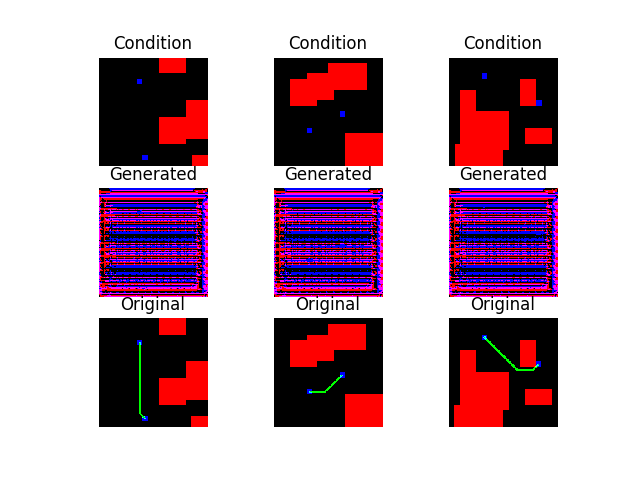 Condition Condition Condition
Generated Generated Generated
Original Original Original